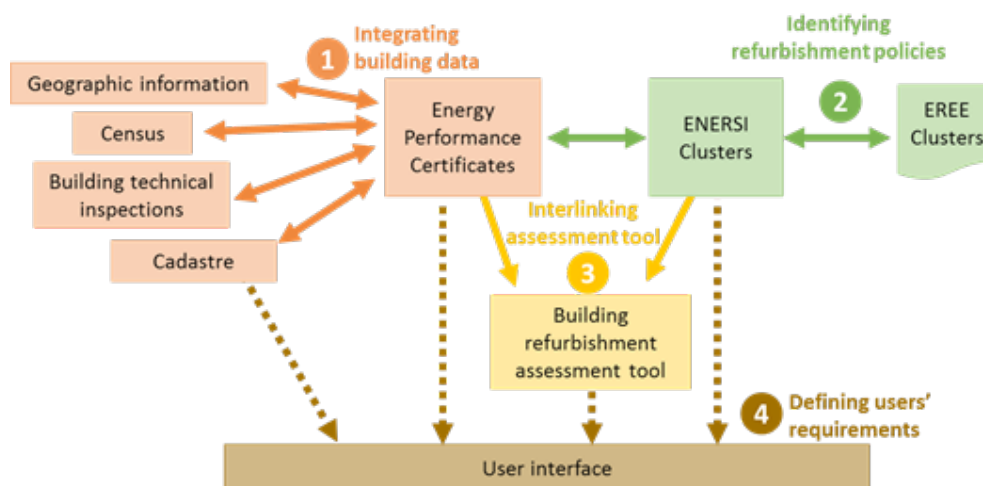 1
Integrating
building data
Identifying
refurbishment policies
Geographic information
Census
Building technical
inspections
Cadastre
Energy
Performance
Certificates
ENERSI
Clusters
2
EREE
Clusters
Interlinking
assessment tool
3
Building
refurbishment
assessment tool
4
Defining users'
requirements
User interface